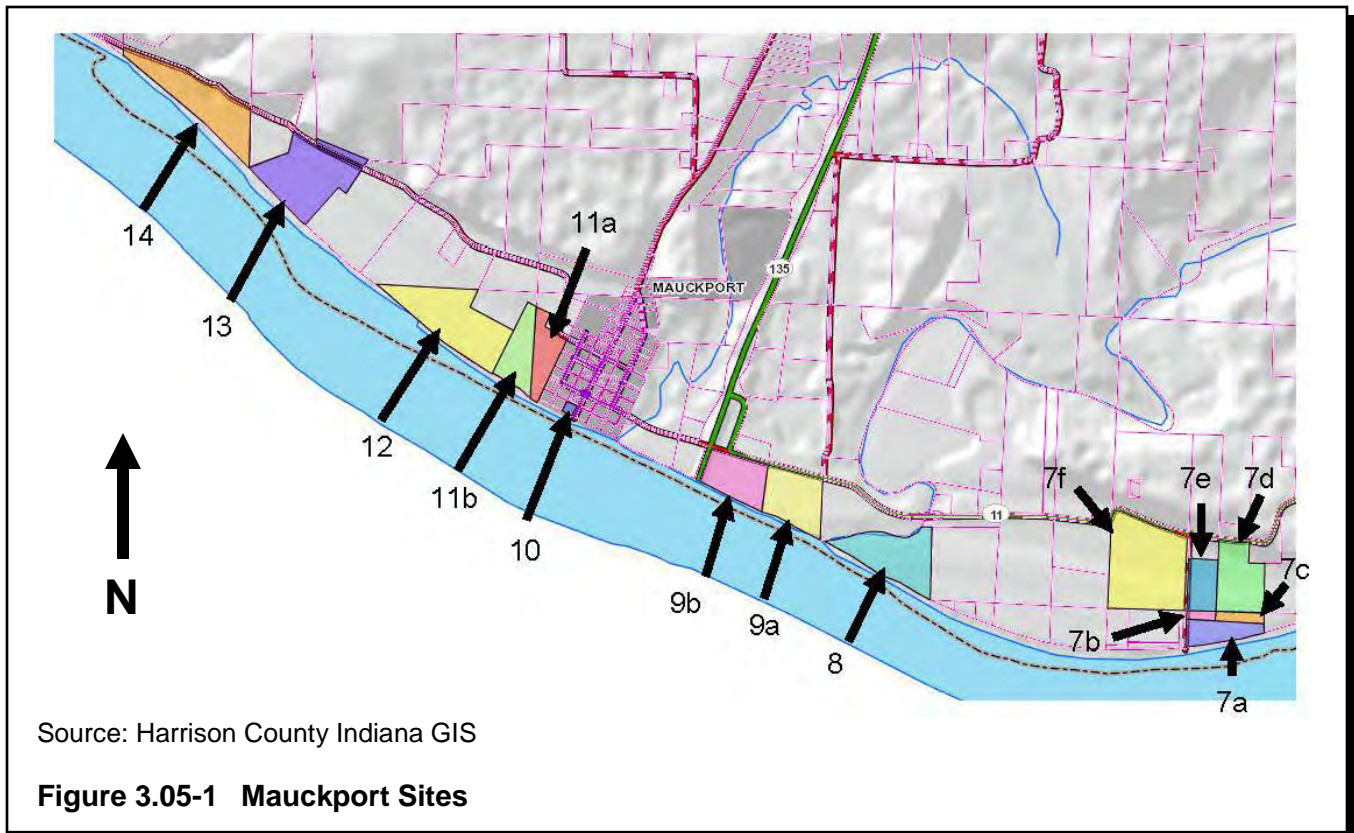 11a
MAUCKPORT
135
14
13
12
11b
10
9b
9a
8
11
7f
7e
7d
7c
7b
7a
N
Source: Harrison County Indiana GIS
Figure 3.05-1 Mauckport Sites